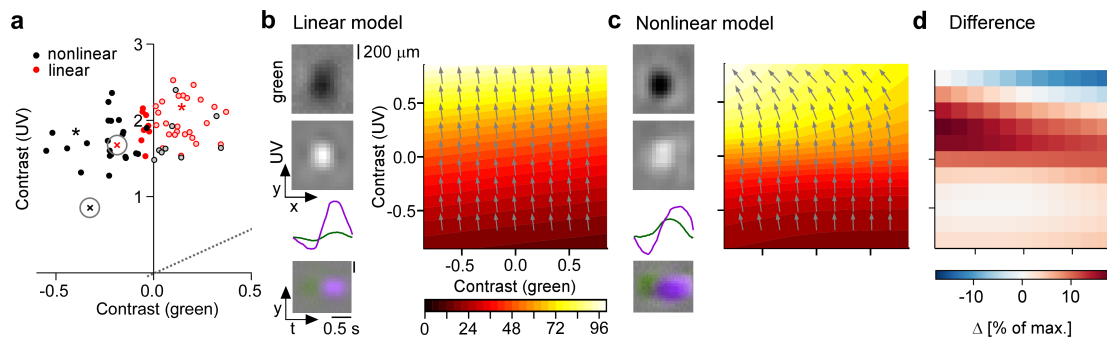 a
nonlinear
linear
Contrast (UV)
3
2
1
-0.5
0.0
0.5
Contrast (green)
b Linear model
green
200 µm
UV
y
x
y
t
0.5 s
Contrast (UV)
0.5
0.0
-0.5
-0.5 0.0 0.5
Contrast (green)
0 24 48 72 96
c Nonlinear model
d Difference
-10 0 10
Δ [% of max.]